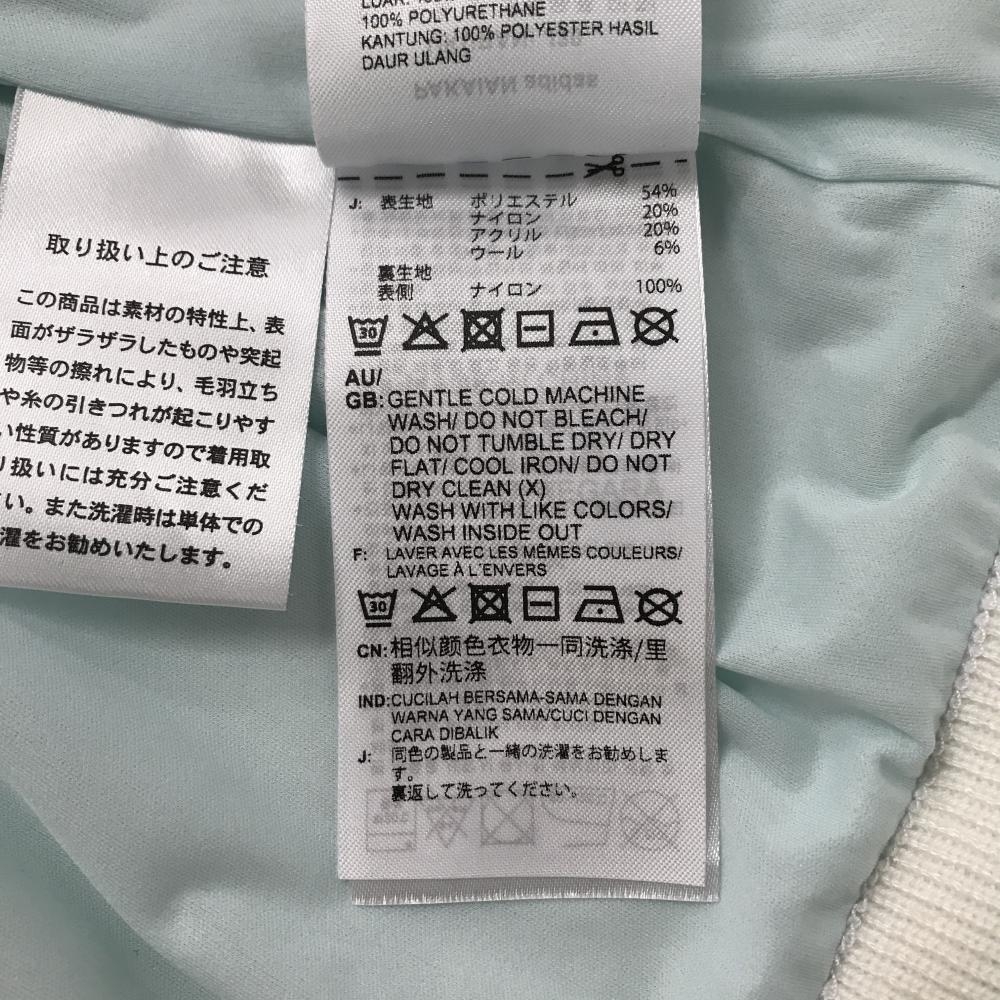 100% POLYURETHANE
KANTUNG: 100% POLYESTER HASIL
DAUR ULANG
PAKAIAN adidas
取り扱い上のご注意
この商品は素材の特性上、表
面がザラザラしたものや突起
物等の擦れにより、毛羽立ち
や糸の引きつれが起こりやす
い性質がありますので着用取
り扱いには充分ご注意くだ
い。また洗濯時は単体での
濯をお勧めいたします。
J: 表生地 ポリエステル 54%
ナイロン 20%
アクリル 20%
ウール 6%
裏生地
表側 ナイロン 100%
30
AU/
GB: GENTLE COLD MACHINE
WASH/ DO NOT BLEACH/
DO NOT TUMBLE DRY/ DRY
FLAT/ COOL IRON/ DO NOT
DRY CLEAN (X)
WASH WITH LIKE COLORS/
WASH INSIDE OUT
F: LAVER AVEC LES MÊMES COULEURS/
LAVAGE À L'ENVERS
30
CN: 相似颜色衣物一同洗涤/里
翻外洗涤
IND: CUCILAH BERSAMA-SAMA DENGAN
WARNA YANG SAMA/CUCI DENGAN
CARA DIBALIK
J: 同色の製品と一緒の洗濯をお勧めしま
す。
裏返して洗ってください。